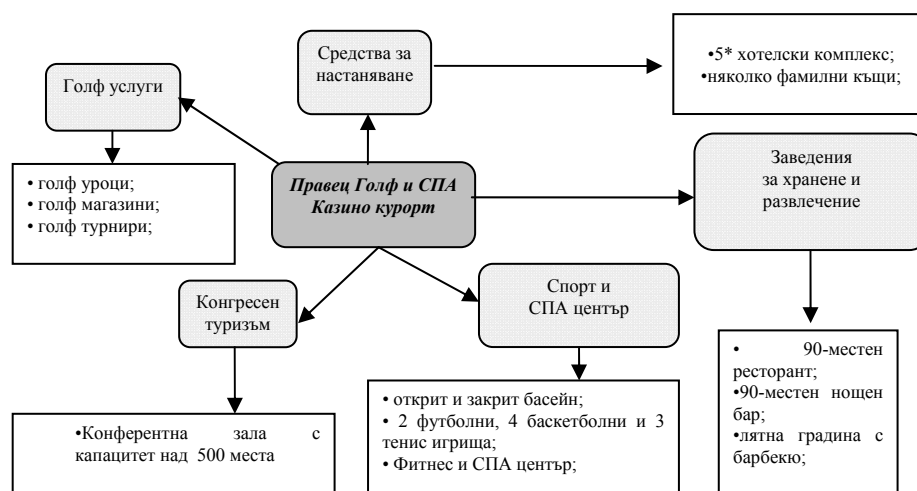 Средства за
настаняване
•5* хотелски комплекс;
•няколко фамилни къщи;
Голф услуги
• голф уроци;
• голф магазини;
• голф турнири;
Правец Голф и СПА
Казино курорт
Заведения
за хранене и
развлечение
Конгресен
туризъм
Спорт и
СПА център
•Конферентна зала с
капацитет над 500 места
• открит и закрит басейн;
• 2 футболни, 4 баскетболни и 3
тенис игрища;
• Фитнес и СПА център;
• 90-местен
ресторант;
•90-местен нощен
бар;
•лятна градина с
барбекю;